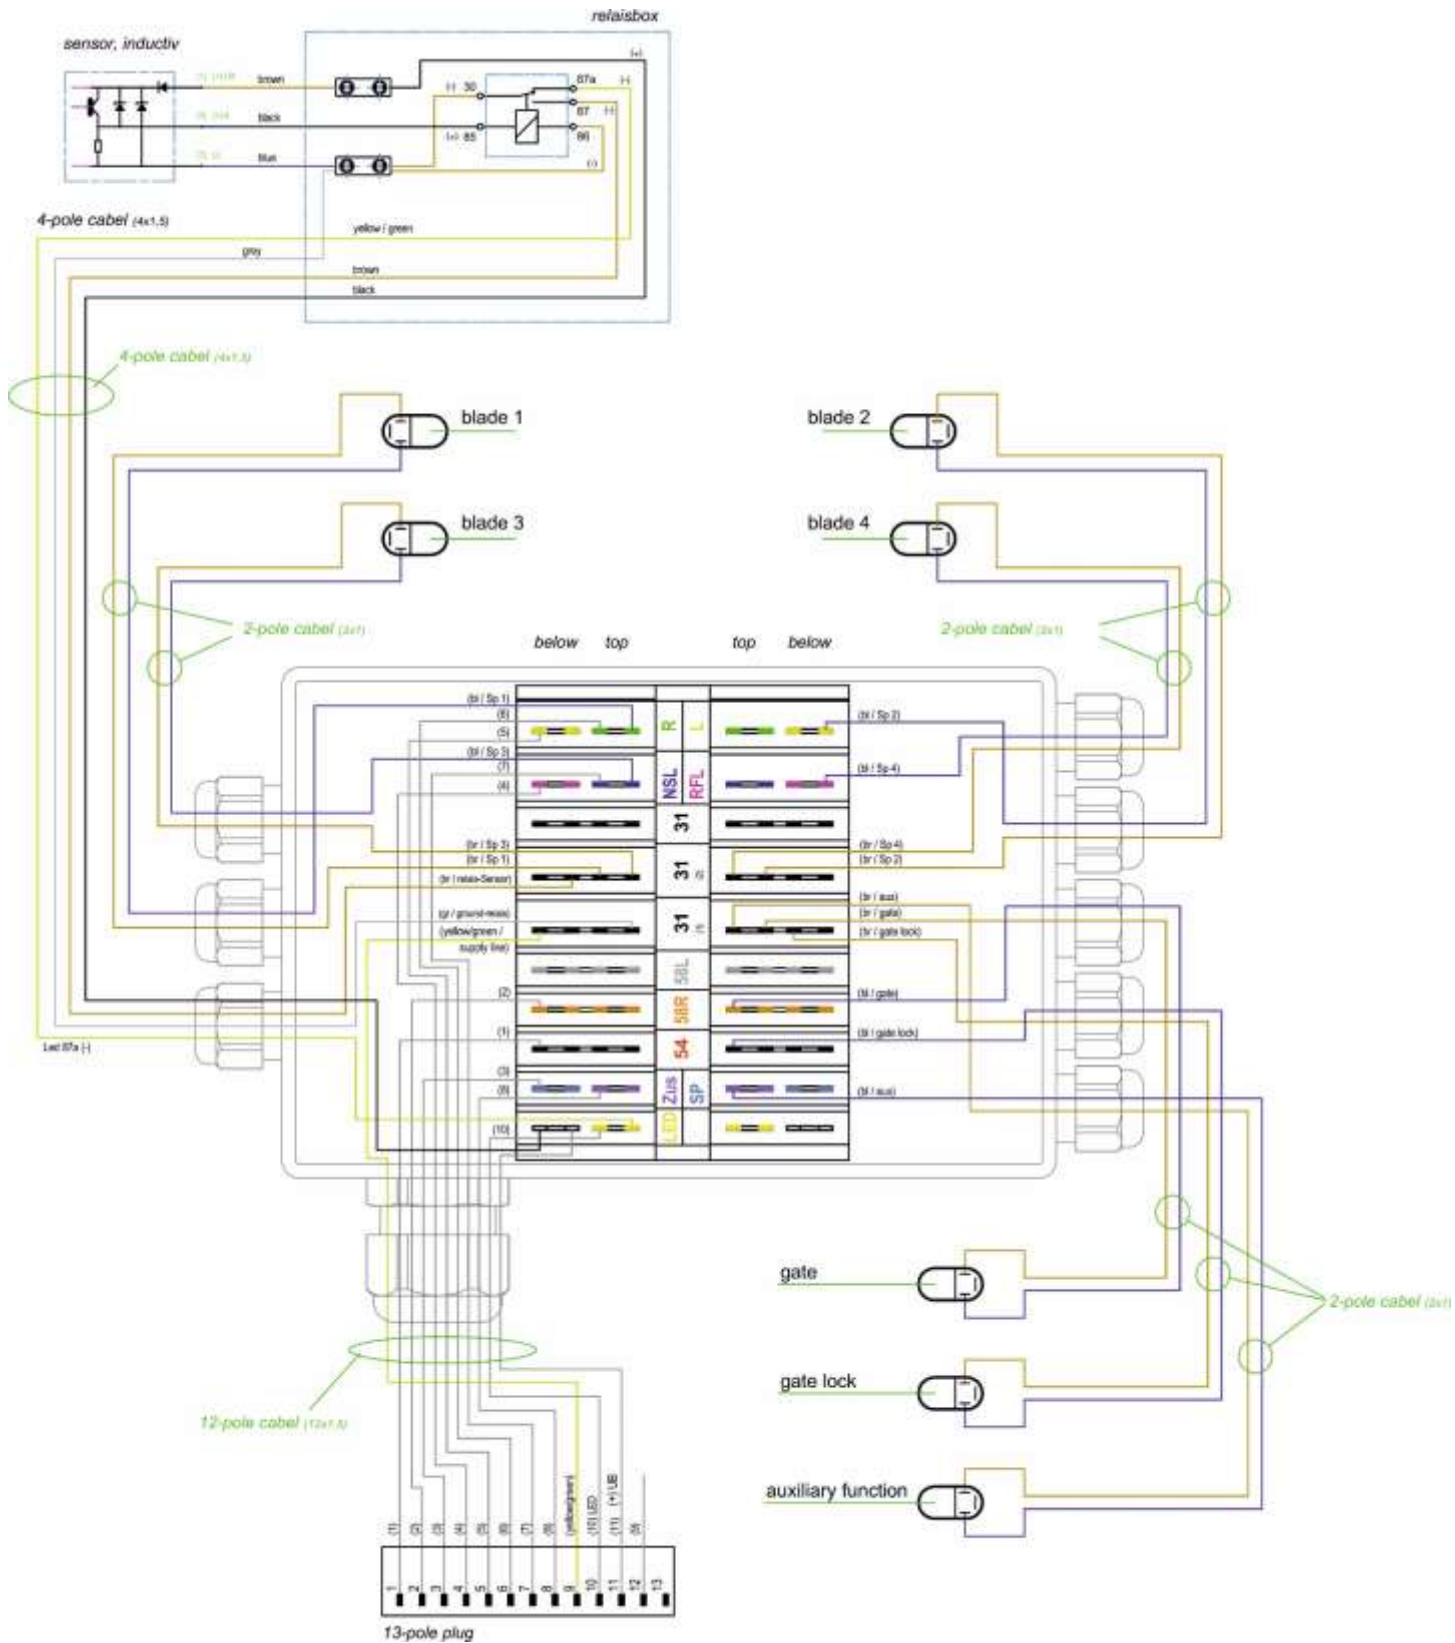 relaisbox
sensor, inductiv
(+)
brown
(-) 30
87a (-)
87 (-)
black
(+) 85
86
blue
(-)
4-pole cabel (4x1,5)
yellow / green
grey
brown
black
4-pole cabel (4x1,5)
blade 1
blade 2
blade 3
blade 4
2-pole cabel (2x1)
2-pole cabel (2x1)
below top
top below
(bl / Sp 1)
(6)
(5)
R
L
(bl / Sp 2)
(bl / Sp 3)
(7)
(4)
NSL
RFL
(bl / Sp 4)
31
(br / Sp 3)
(br / Sp 1)
(br / relais-Sensor)
31
(br / Sp 4)
(br / Sp 2)
(gr / ground-relais)
(yellow/green /
supply line)
31
(br / aux)
(br / gate)
(br / gate lock)
58L
(2)
58R
(bl / gate)
Led 87a (-)
(1)
54
(bl / gate lock)
(3)
(8)
Zus
SP
(bl / aux)
(10)
LED
gate
2-pole cabel (2x1)
gate lock
12-pole cabel (12x1,5)
auxiliary function
(1)
(2)
(3)
(4)
(5)
(6)
(7)
(8)
(yellow/green)
(10) LED
(11) (+) UB
(9)
1
2
3
4
5
6
7
8
9
10
11
12
13
13-pole plug